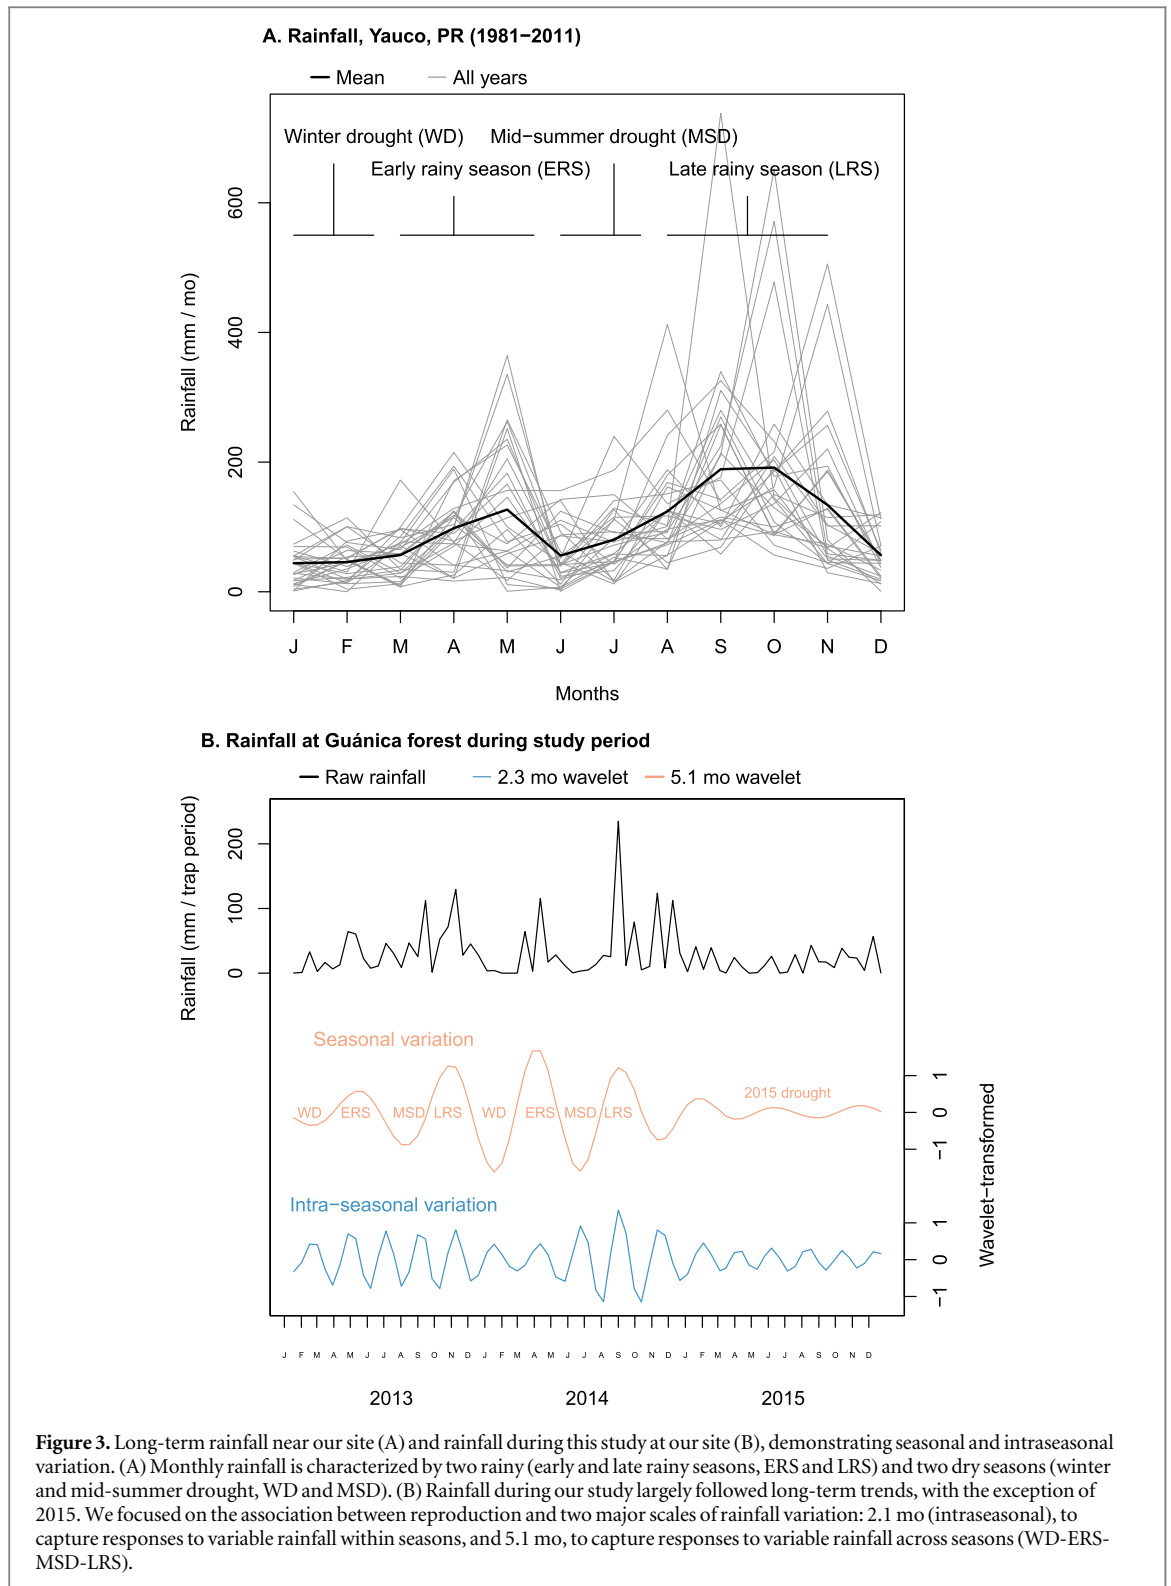 A. Rainfall, Yauco, PR (1981−2011)
Mean All years
Winter drought (WD) Mid−summer drought (MSD)
Early rainy season (ERS) Late rainy season (LRS)
Rainfall (mm / mo)
600
400
200
0
J F M A M J J A S O N D
Months
B. Rainfall at Guánica forest during study period
Raw rainfall 2.3 mo wavelet 5.1 mo wavelet
Rainfall (mm / trap period)
200
100
0
Seasonal variation
2015 drought
WD ERS MSD LRS WD ERS MSD LRS
1
0
−1
Wavelet−transformed
Intra−seasonal variation
1
0
−1
J F M A M J J A S O N D J F M A M J J A S O N D J F M A M J J A S O N D
2013 2014 2015
Figure 3. Long-term rainfall near our site (A) and rainfall during this study at our site (B), demonstrating seasonal and intraseasonal
variation. (A) Monthly rainfall is characterized by two rainy (early and late rainy seasons, ERS and LRS) and two dry seasons (winter
and mid-summer drought, WD and MSD). (B) Rainfall during our study largely followed long-term trends, with the exception of
2015. We focused on the association between reproduction and two major scales of rainfall variation: 2.1 mo (intraseasonal), to
capture responses to variable rainfall within seasons, and 5.1 mo, to capture responses to variable rainfall across seasons (WD-ERS-
MSD-LRS).